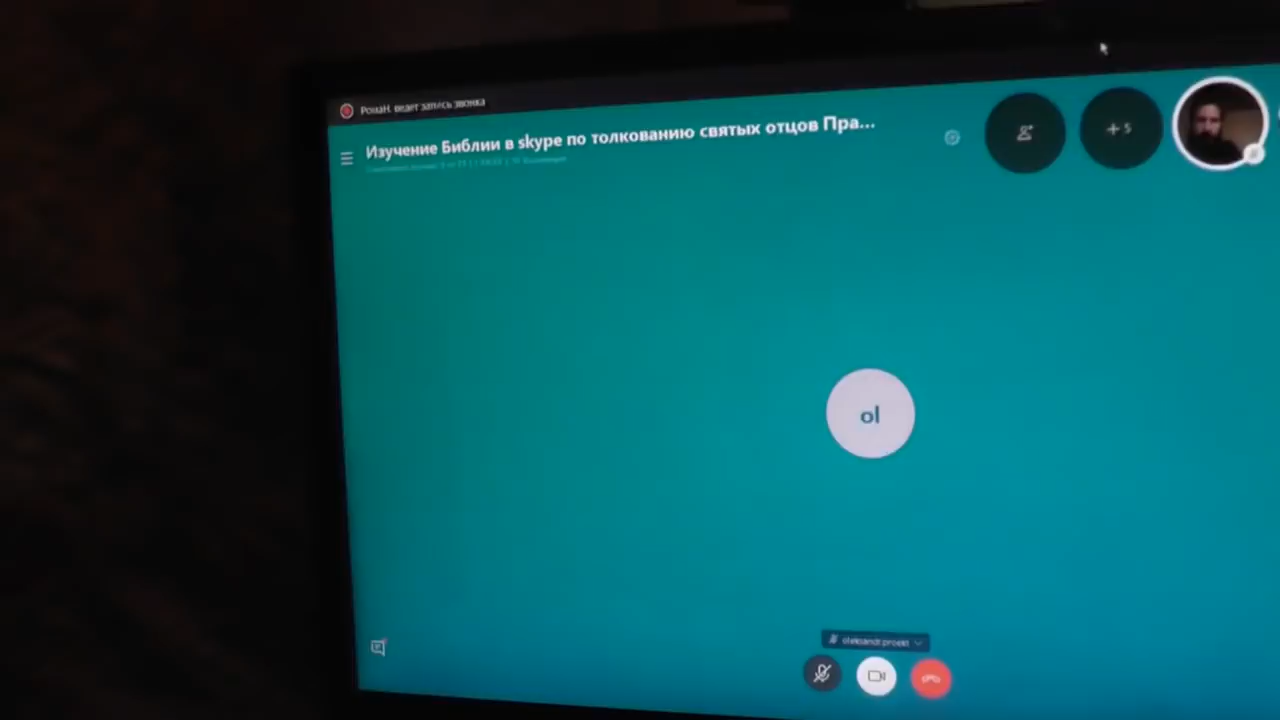 РомаН. ведет запись звонка
Изучение Библии в skype по толкованию святых отцов Пра...
+5
ol
oleksandr.proekt